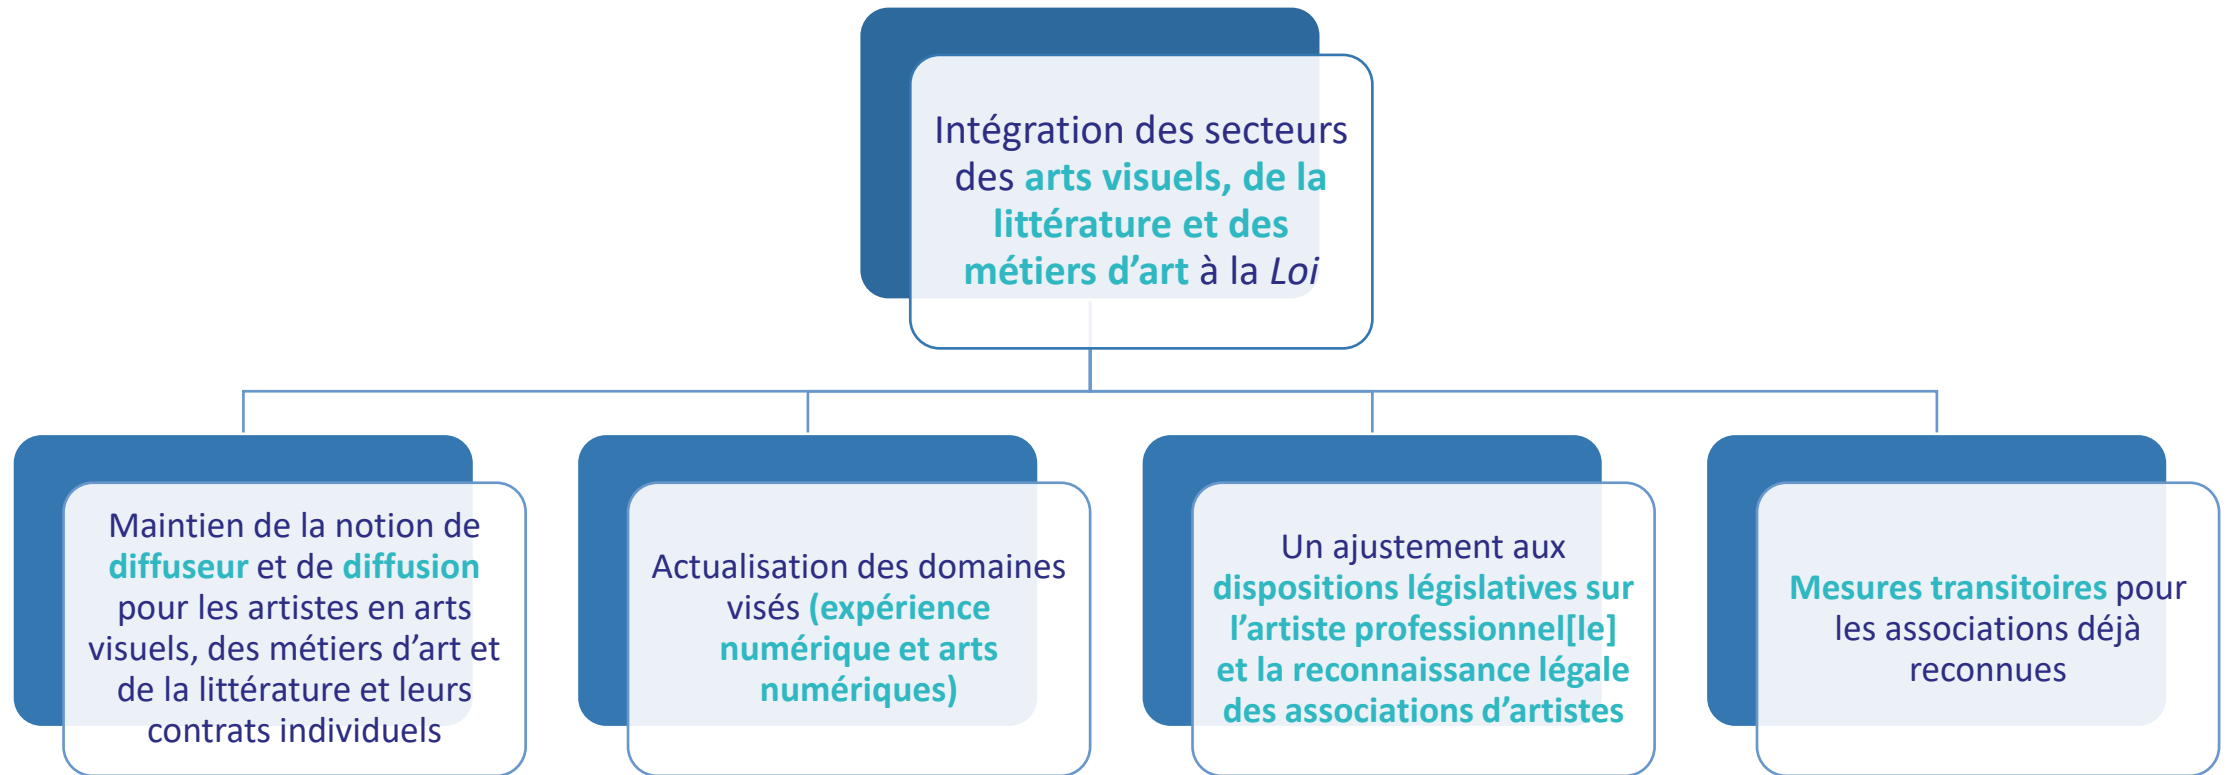 Intégration des secteurs
des arts visuels, de la
littérature et des
métiers d’art à la Loi
Maintien de la notion de
diffuseur et de diffusion
pour les artistes en arts
visuels, des métiers d’art et
de la littérature et leurs
contrats individuels
Actualisation des domaines
visés (expérience
numérique et arts
numériques)
Un ajustement aux
dispositions législatives sur
l’artiste professionnel[le]
et la reconnaissance légale
des associations d’artistes
Mesures transitoires pour
les associations déjà
reconnues